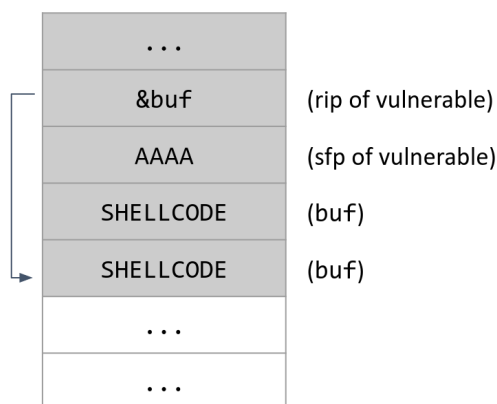 ...
&buf (rip of vulnerable)
AAAA (sfp of vulnerable)
SHELLCODE (buf)
SHELLCODE (buf)
...
...